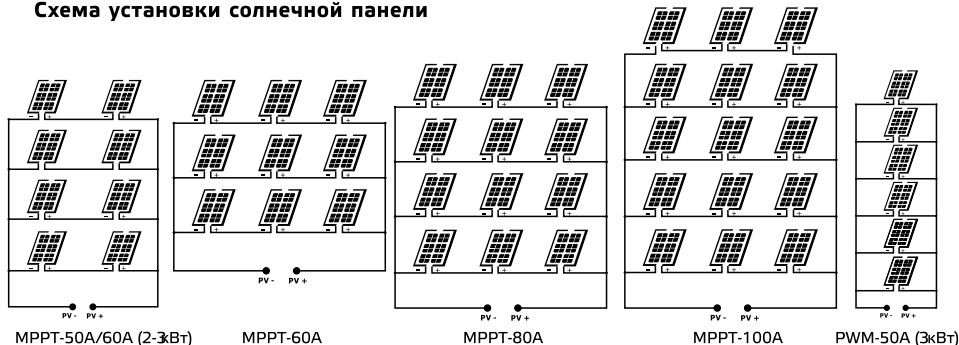 Схема установки солнечной панели
PV - PV +
PV - PV +
PV - PV +
PV - PV +
PV - PV +
MPPT-50A/60A (2-3кВт)
MPPT-60A
MPPT-80A
MPPT-100A
PWM-50A (3кВт)